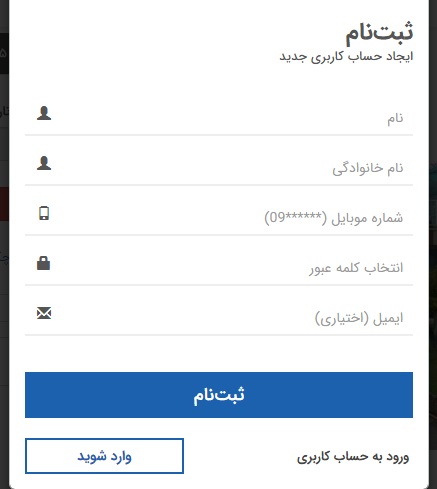 ثبت‌نام
ایجاد حساب کاربری جدید
نام
نام خانوادگی
شماره موبایل (******09)
انتخاب کلمه عبور
ایمیل (اختیاری)
ثبت‌نام
ورود به حساب کاربری
وارد شوید